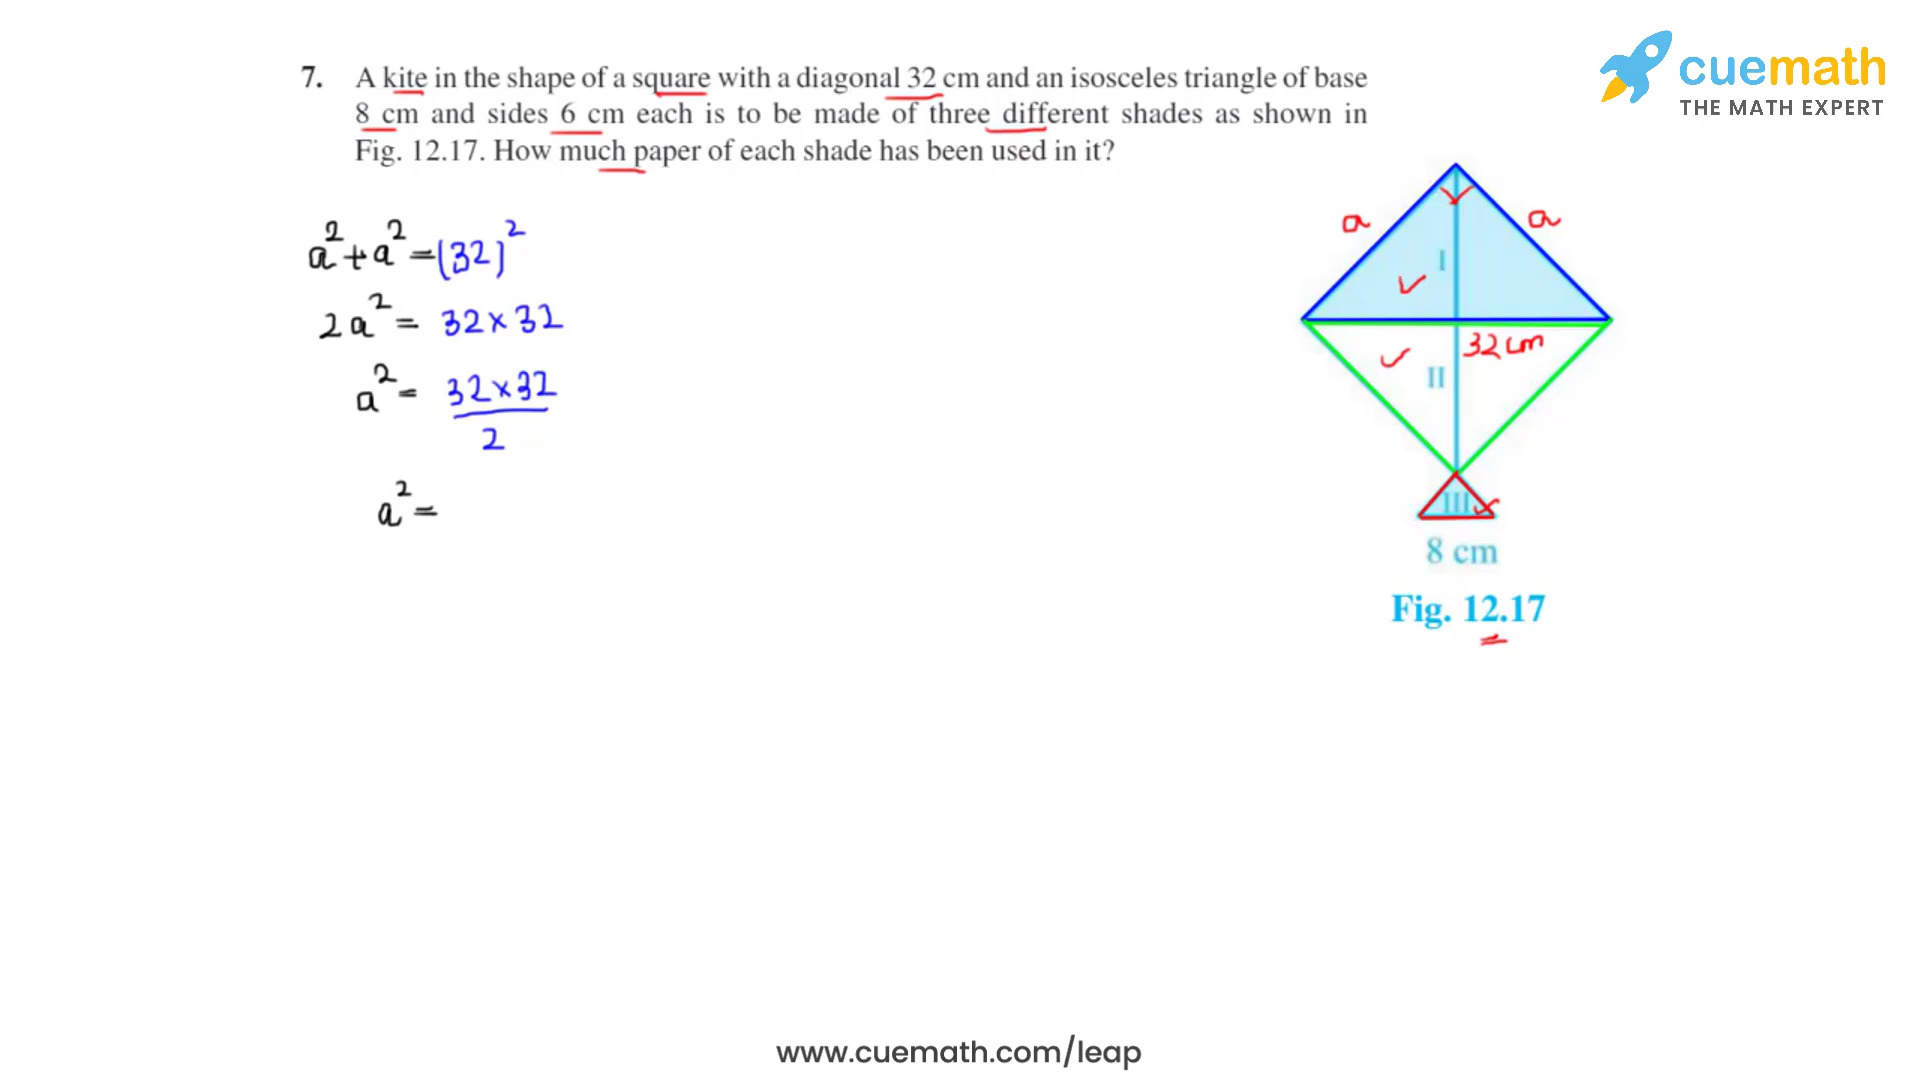 7. A kite in the shape of a square with a diagonal 32 cm and an isosceles triangle of base
8 cm and sides 6 cm each is to be made of three different shades as shown in
Fig. 12.17. How much paper of each shade has been used in it?
cuemath
THE MATH EXPERT
a² + a² = (32)²
2a² = 32 × 32
a² = 32 × 32
2
a² =
a
a
I
32 cm
II
III
8 cm
Fig. 12.17
www.cuemath.com/leap